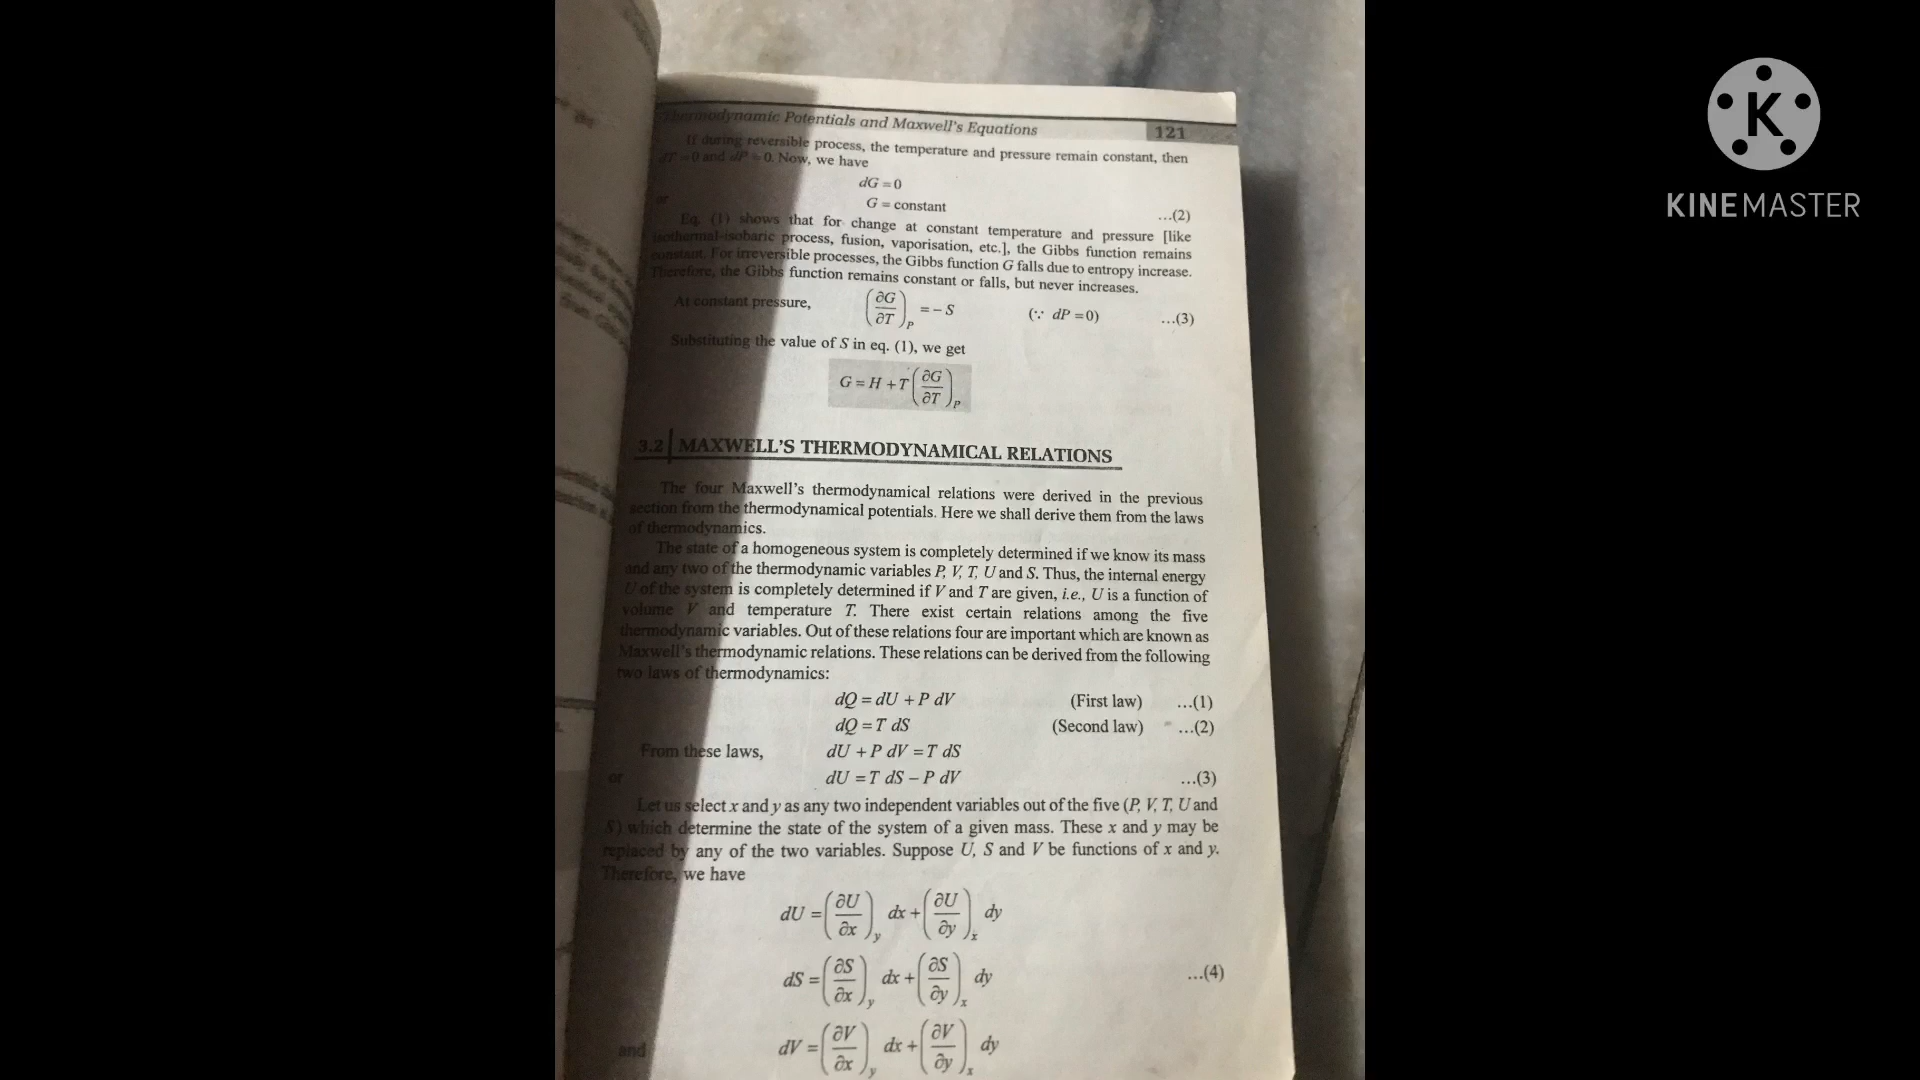 Thermodynamic Potentials and Maxwell's Equations 121
If during reversible process, the temperature and pressure remain constant, then
dT = 0 and dP = 0. Now, we have
dG = 0
or G = constant ...(2)
Eq. (1) shows that for change at constant temperature and pressure [like
isothermal-isobaric process, fusion, vaporisation, etc.], the Gibbs function remains
constant. For irreversible processes, the Gibbs function G falls due to entropy increase.
Therefore, the Gibbs function remains constant or falls, but never increases.
At constant pressure, (∂G/∂T)_P = – S (∵ dP = 0) ...(3)
Substituting the value of S in eq. (1), we get
G = H + T (∂G/∂T)_P
3.2 MAXWELL'S THERMODYNAMICAL RELATIONS
The four Maxwell's thermodynamical relations were derived in the previous
section from the thermodynamical potentials. Here we shall derive them from the laws
of thermodynamics.
The state of a homogeneous system is completely determined if we know its mass
and any two of the thermodynamic variables P, V, T, U and S. Thus, the internal energy
U of the system is completely determined if V and T are given, i.e., U is a function of
volume V and temperature T. There exist certain relations among the five
thermodynamic variables. Out of these relations four are important which are known as
Maxwell's thermodynamic relations. These relations can be derived from the following
two laws of thermodynamics:
dQ = dU + P dV (First law) ...(1)
dQ = T dS (Second law) ...(2)
From these laws, dU + P dV = T dS
or dU = T dS – P dV ...(3)
Let us select x and y as any two independent variables out of the five (P, V, T, U and
S) which determine the state of the system of a given mass. These x and y may be
replaced by any of the two variables. Suppose U, S and V be functions of x and y.
Therefore, we have
dU = (∂U/∂x)_y dx + (∂U/∂y)_x dy
dS = (∂S/∂x)_y dx + (∂S/∂y)_x dy ...(4)
and dV = (∂V/∂x)_y dx + (∂V/∂y)_x dy
K
KINEMASTER